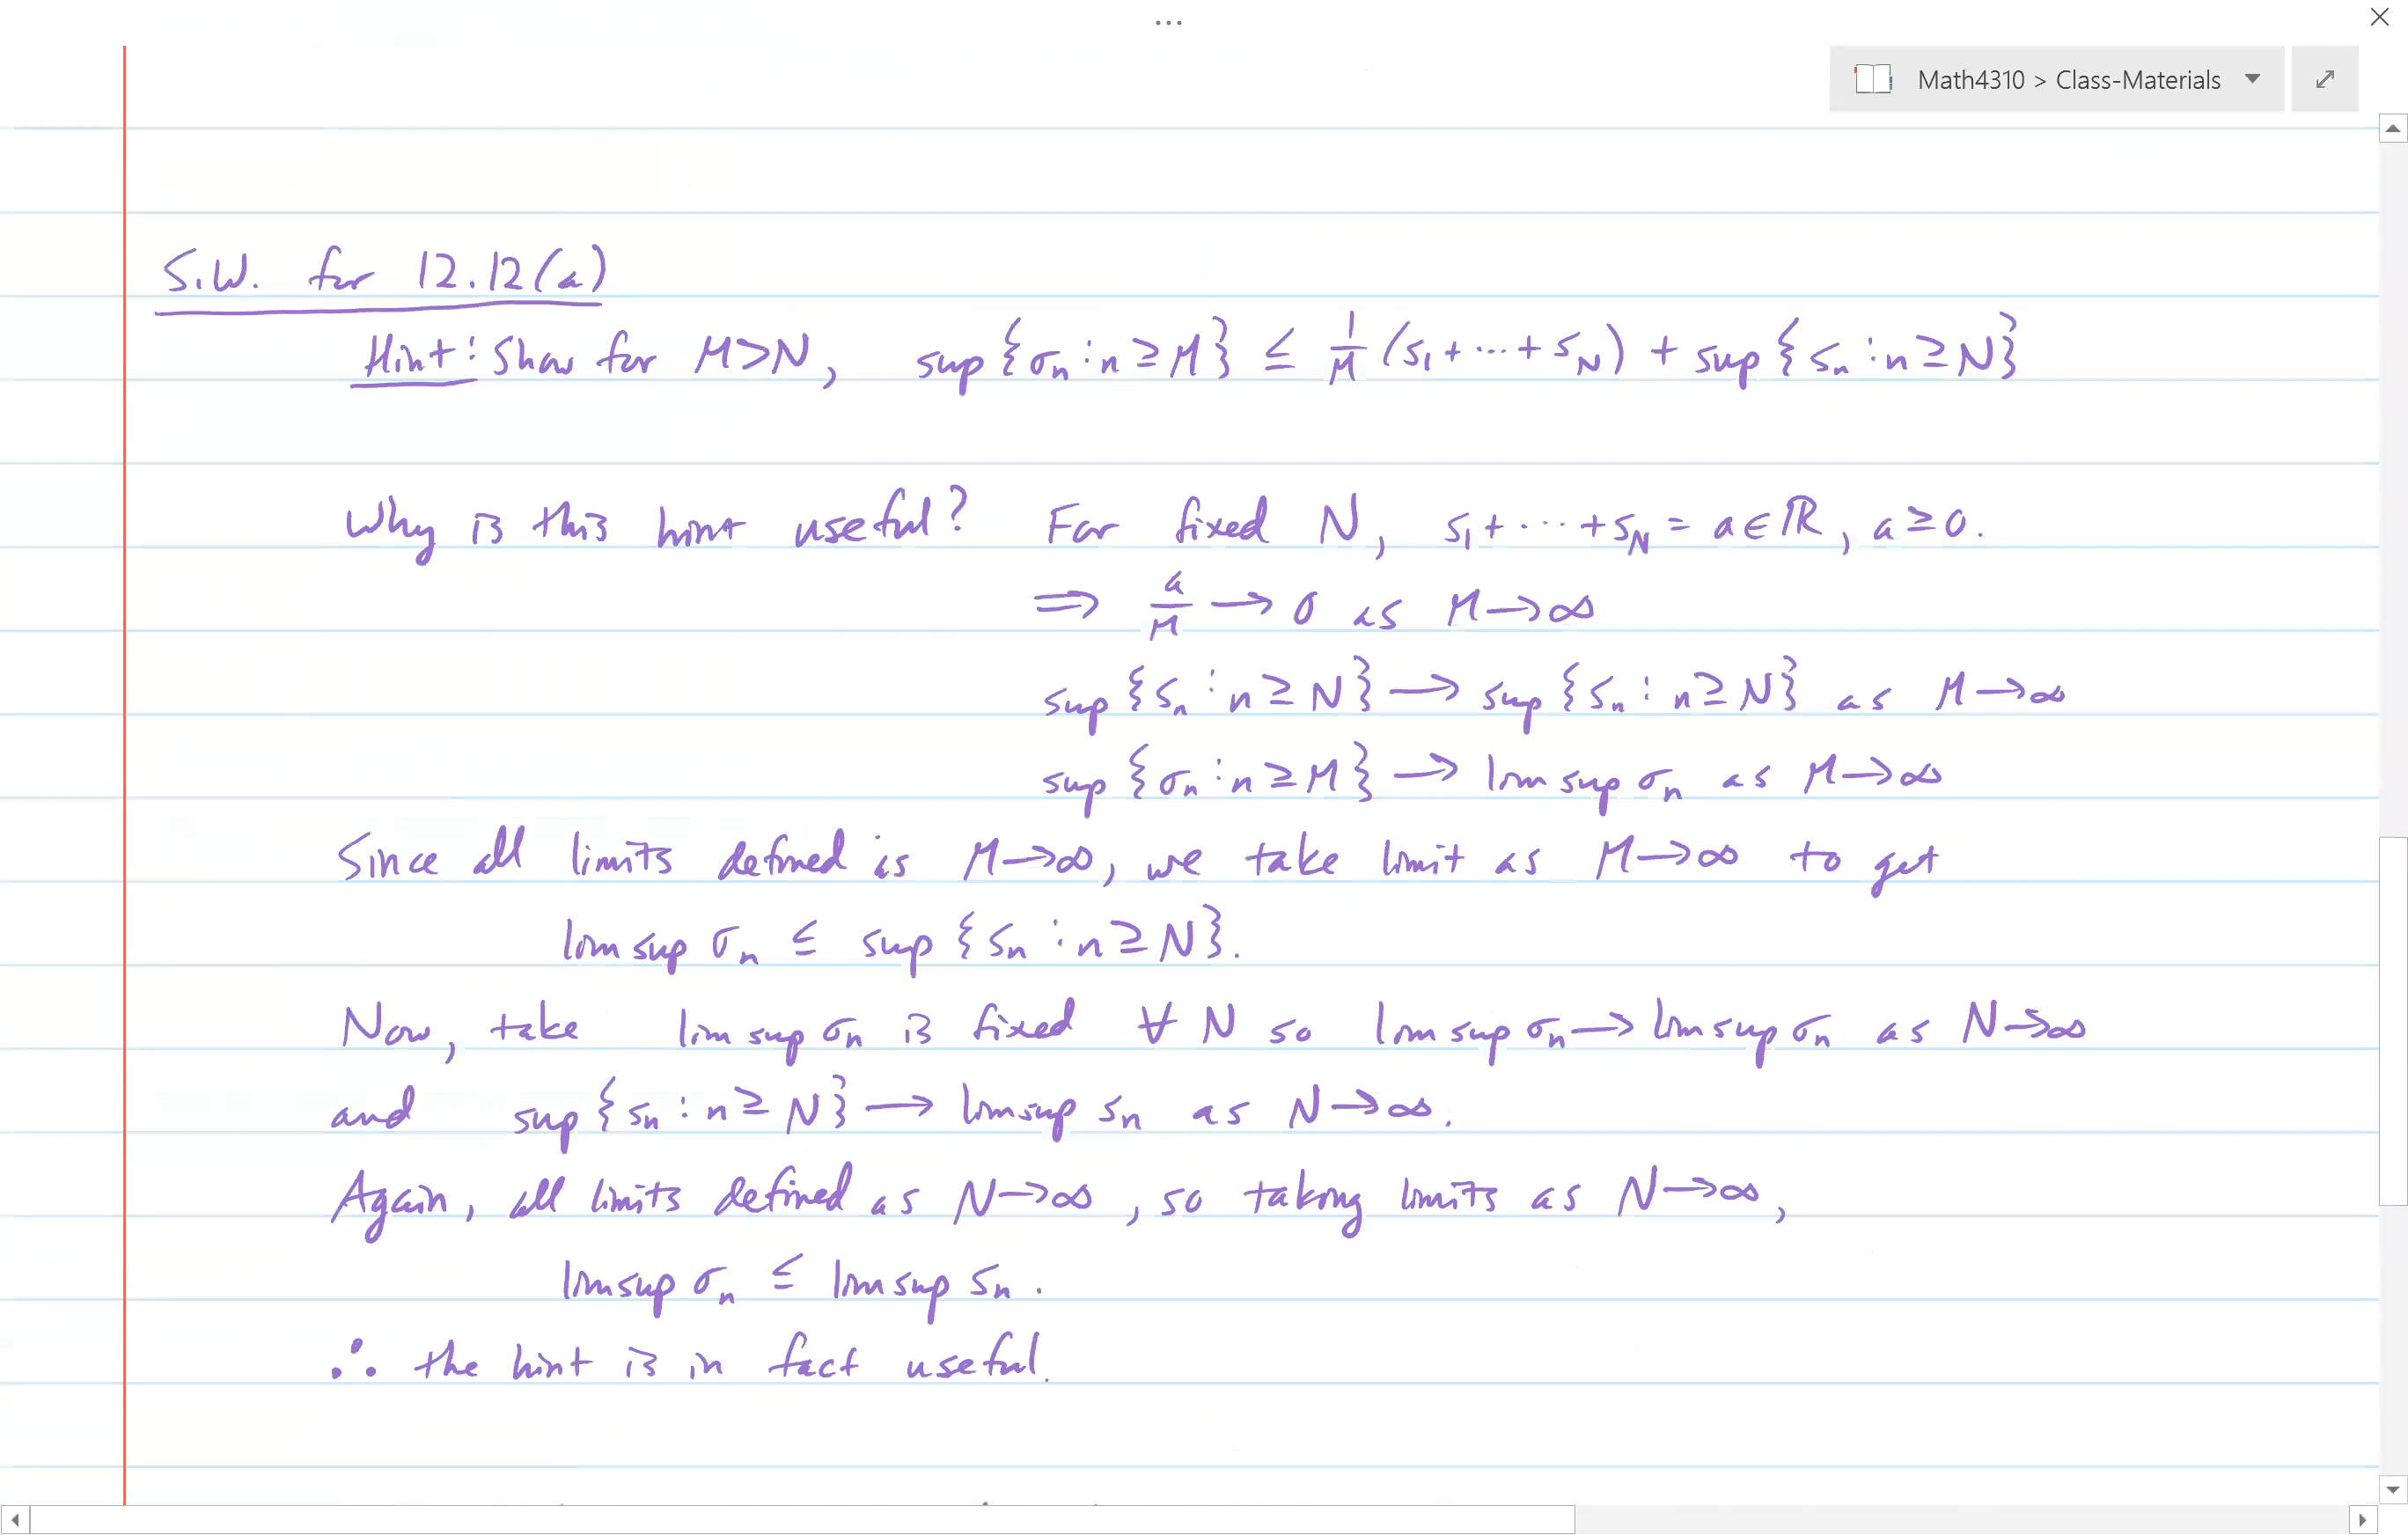 Math4310 > Class-Materials
S.W. for 12.12(a)
Hint: Show for M>N, sup{σₙ : n ≥ M} ≤ 1/M (s₁ + ⋯ + s_N) + sup{sₙ : n ≥ N}
Why is this hint useful? For fixed N, s₁ + ⋯ + s_N = a ∈ ℝ, a ≥ 0.
⟹ a/M → 0 as M → ∞
sup{sₙ : n ≥ N} → sup{sₙ : n ≥ N} as M → ∞
sup{σₙ : n ≥ M} → lim sup σₙ as M → ∞
Since all limits defined is M → ∞, we take limit as M → ∞ to get
lim sup σₙ ≤ sup{sₙ : n ≥ N}.
Now, take lim sup σₙ is fixed ∀ N so lim sup σₙ → lim sup σₙ as N → ∞
and sup{sₙ : n ≥ N} → lim sup sₙ as N → ∞.
Again, all limits defined as N → ∞, so taking limits as N → ∞,
lim sup σₙ ≤ lim sup sₙ.
∴ the hint is in fact useful.